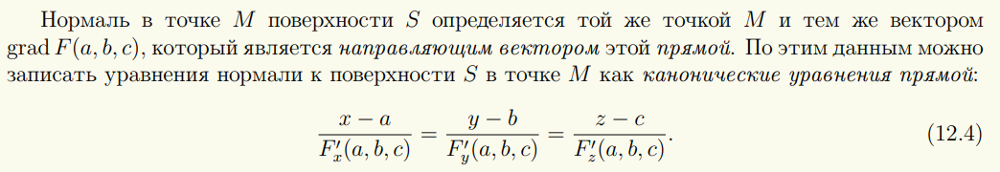 Нормаль в точке M поверхности S определяется той же точкой M и тем же вектором
grad F(a, b, c), который является направляющим вектором этой прямой. По этим данным можно
записать уравнения нормали к поверхности S в точке M как канонические уравнения прямой:
\frac{x - a}{F'_x(a, b, c)} = \frac{y - b}{F'_y(a, b, c)} = \frac{z - c}{F'_z(a, b, c)}. (12.4)